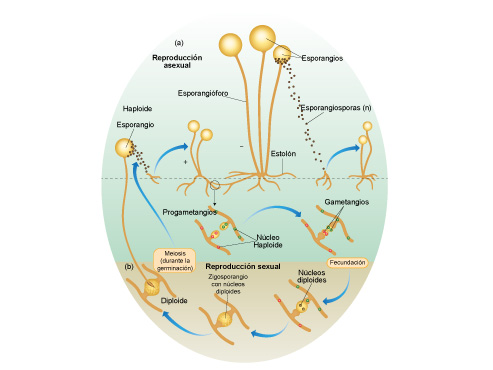 (a)
Reproducción
asexual
Esporangios
Esporangióforo
Haploide
Esporangio
Esporangiosporas (n)
Estolón
-
+
Progametangios
Gametangios
Núcleo
Haploide
Meiosis
(durante la
germinación)
Fecundación
(b)
Reproducción sexual
Zigosporangio
con núcleos
diploides
Núcleos
diploides
Diploide